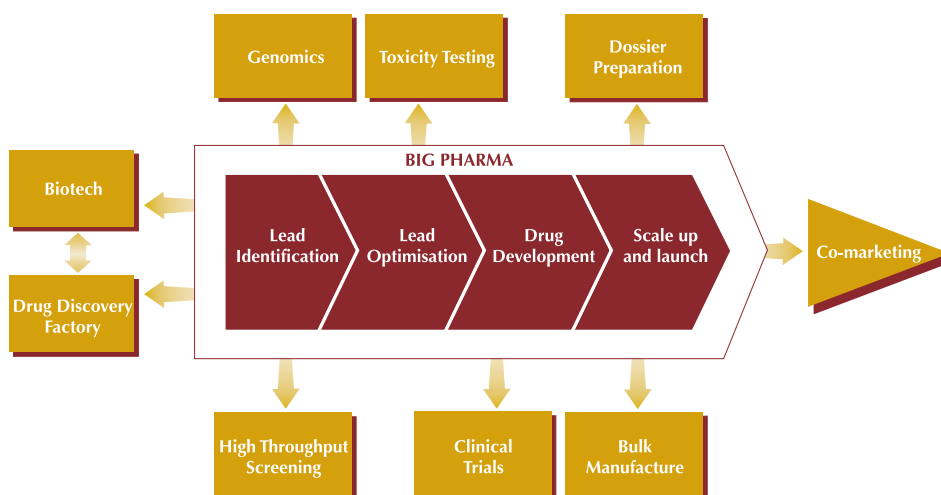 Genomics
Toxicity Testing
Dossier
Preparation
BIG PHARMA
Biotech
Lead
Identification
Lead
Optimisation
Drug
Development
Scale up
and launch
Co-marketing
Drug Discovery
Factory
High Throughput
Screening
Clinical
Trials
Bulk
Manufacture